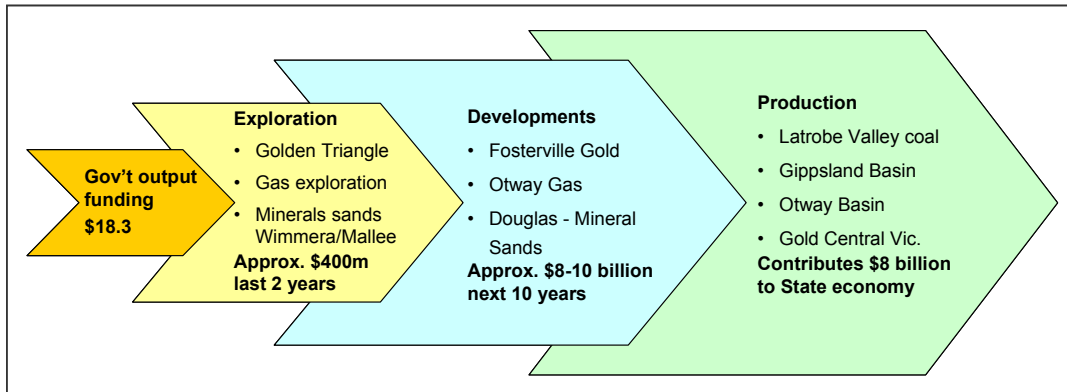 Gov't output
funding
$18.3
Exploration
• Golden Triangle
• Gas exploration
• Minerals sands
Wimmera/Mallee
Approx. $400m
last 2 years
Developments
• Fosterville Gold
• Otway Gas
• Douglas - Mineral
Sands
Approx. $8-10 billion
next 10 years
Production
• Latrobe Valley coal
• Gippsland Basin
• Otway Basin
• Gold Central Vic.
Contributes $8 billion
to State economy